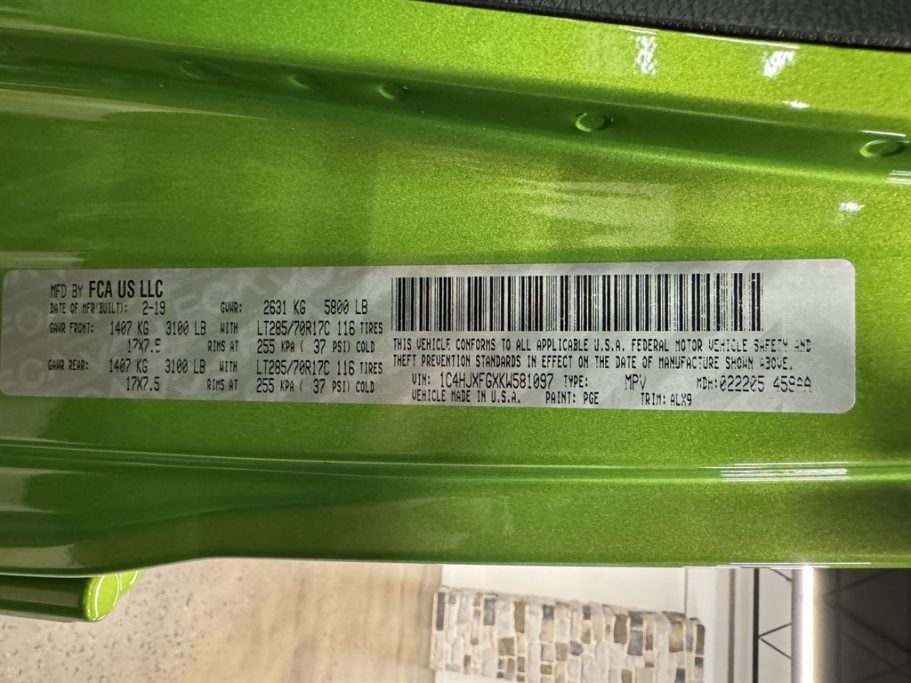 MFD BY FCA US LLC
DATE OF MFR(BUILT): 2-19 GVWR: 2631 KG 5800 LB
GAWR FRONT: 1407 KG 3100 LB WITH LT285/70R17C 116 TIRES
17X7.5 RIMS AT 255 KPA ( 37 PSI) COLD
GAWR REAR: 1407 KG 3100 LB WITH LT285/70R17C 116 TIRES
17X7.5 RIMS AT 255 KPA ( 37 PSI) COLD
THIS VEHICLE CONFORMS TO ALL APPLICABLE U.S.A. FEDERAL MOTOR VEHICLE SAFETY AND
THEFT PREVENTION STANDARDS IN EFFECT ON THE DATE OF MANUFACTURE SHOWN ABOVE.
VIN: 1C4HJXFGXKW581097 TYPE: MPV MDH: 022205 459AA
VEHICLE MADE IN U.S.A. PAINT: PGE TRIM: ALX9